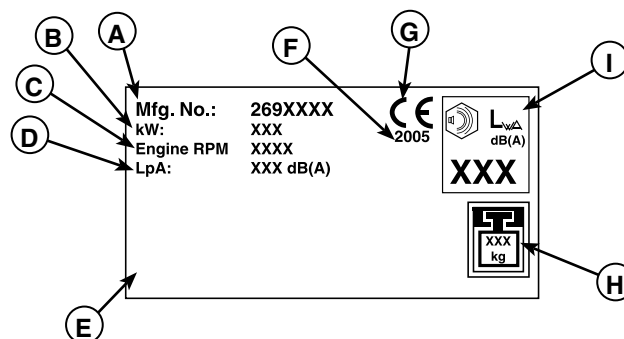 A
B
C
D
E
F
G
H
I
Mfg. No.: 269XXXX
kW: XXX
Engine RPM XXXX
LpA: XXX dB(A)
CE
2005
LWA
dB(A)
XXX
XXX
kg